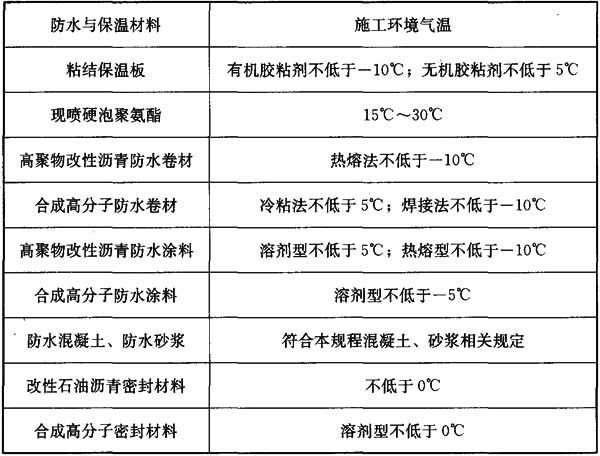 防水与保温材料 施工环境气温
粘结保温板 有机胶粘剂不低于－10℃；无机胶粘剂不低于5℃
现喷硬泡聚氨酯 15℃～30℃
高聚物改性沥青防水卷材 热熔法不低于－10℃
合成高分子防水卷材 冷粘法不低于5℃；焊接法不低于－10℃
高聚物改性沥青防水涂料 溶剂型不低于5℃；热熔型不低于－10℃
合成高分子防水涂料 溶剂型不低于－5℃
防水混凝土、防水砂浆 符合本规程混凝土、砂浆相关规定
改性石油沥青密封材料 不低于0℃
合成高分子密封材料 溶剂型不低于0℃